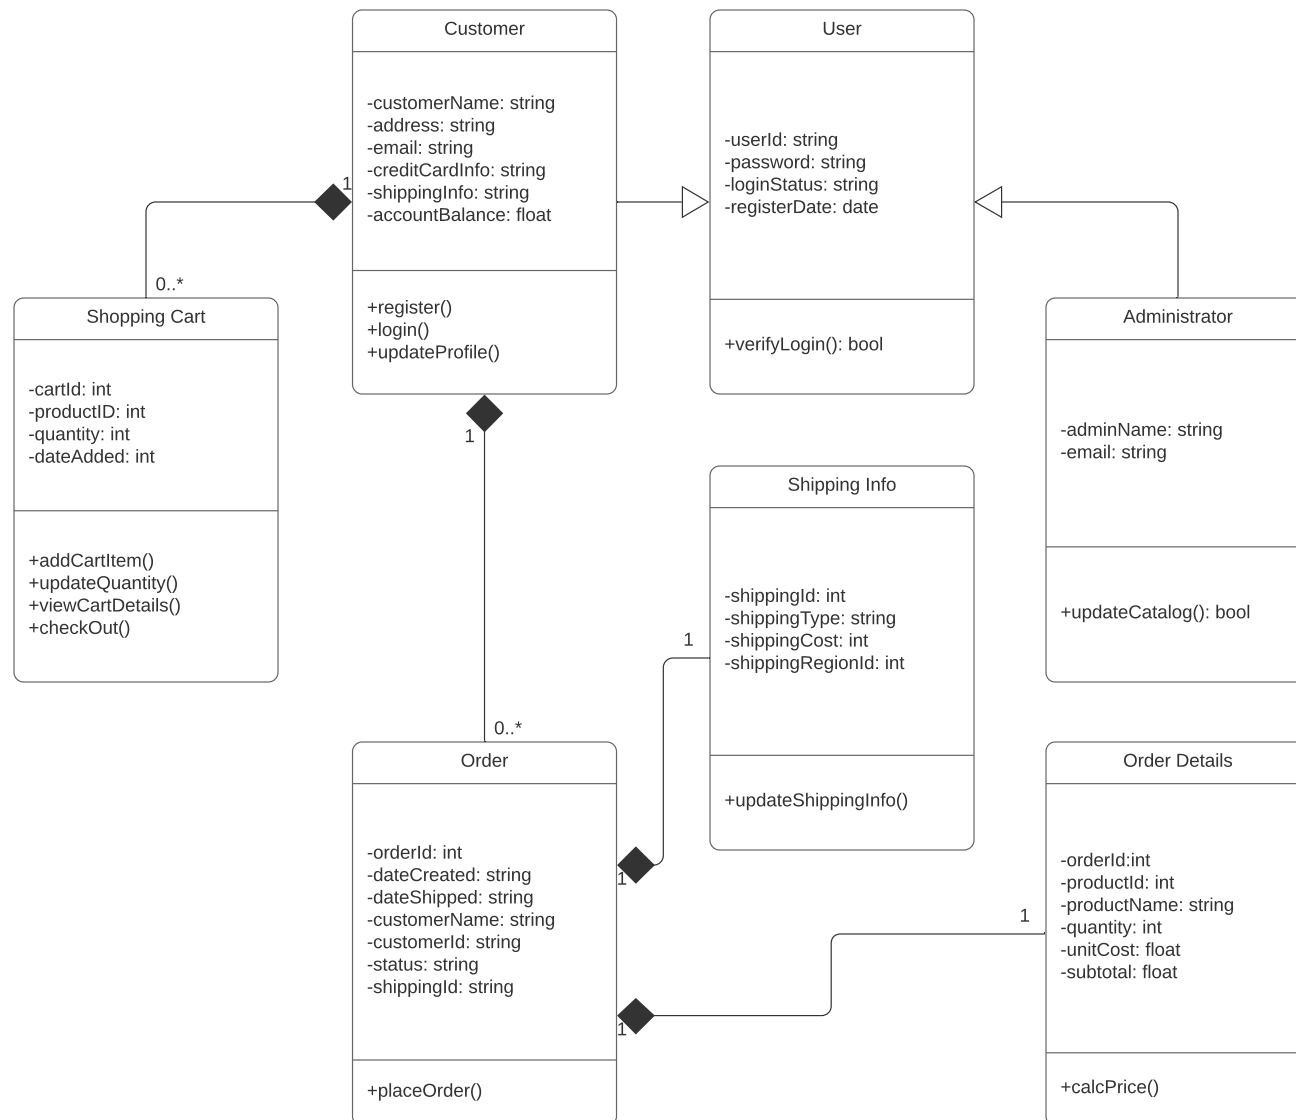 Customer
-customerName: string
-address: string
-email: string
-creditCardInfo: string
-shippingInfo: string
-accountBalance: float
+register()
+login()
+updateProfile()
User
-userId: string
-password: string
-loginStatus: string
-registerDate: date
+verifyLogin(): bool
1
0..*
Shopping Cart
-cartId: int
-productID: int
-quantity: int
-dateAdded: int
+addCartItem()
+updateQuantity()
+viewCartDetails()
+checkOut()
Administrator
-adminName: string
-email: string
+updateCatalog(): bool
1
0..*
Shipping Info
-shippingId: int
-shippingType: string
-shippingCost: int
-shippingRegionId: int
+updateShippingInfo()
1
1
Order
-orderId: int
-dateCreated: string
-dateShipped: string
-customerName: string
-customerId: string
-status: string
-shippingId: string
+placeOrder()
1
1
Order Details
-orderId:int
-productId: int
-productName: string
-quantity: int
-unitCost: float
-subtotal: float
+calcPrice()